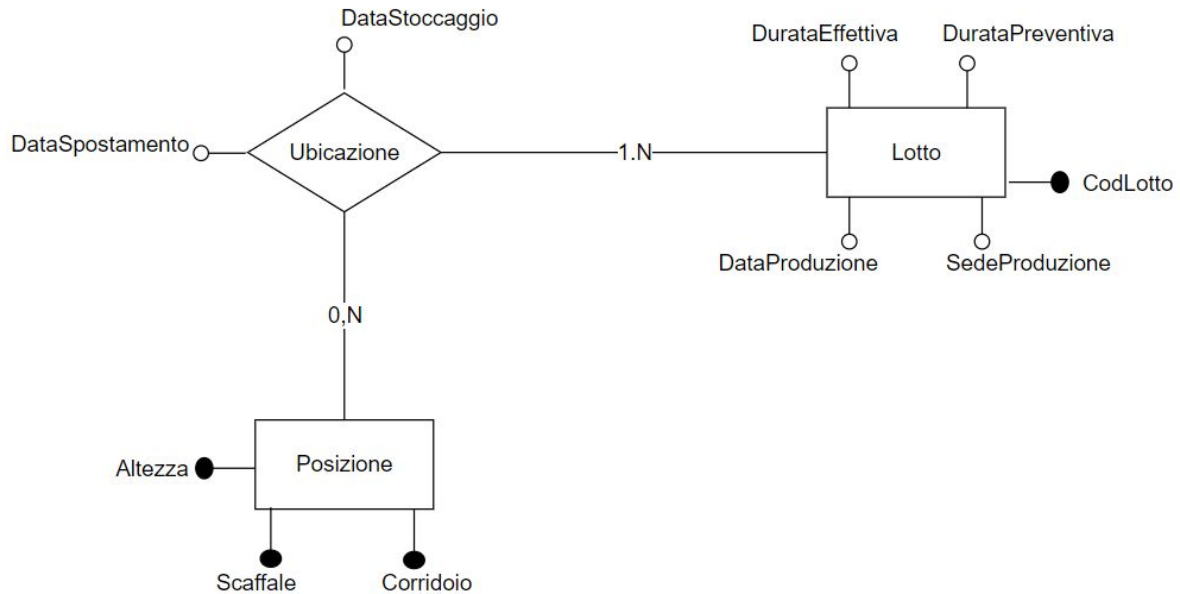 DataStoccaggio
DurataEffettiva
DurataPreventiva
DataSpostamento
Ubicazione
1.N
Lotto
CodLotto
DataProduzione
SedeProduzione
0,N
Altezza
Posizione
Scaffale
Corridoio